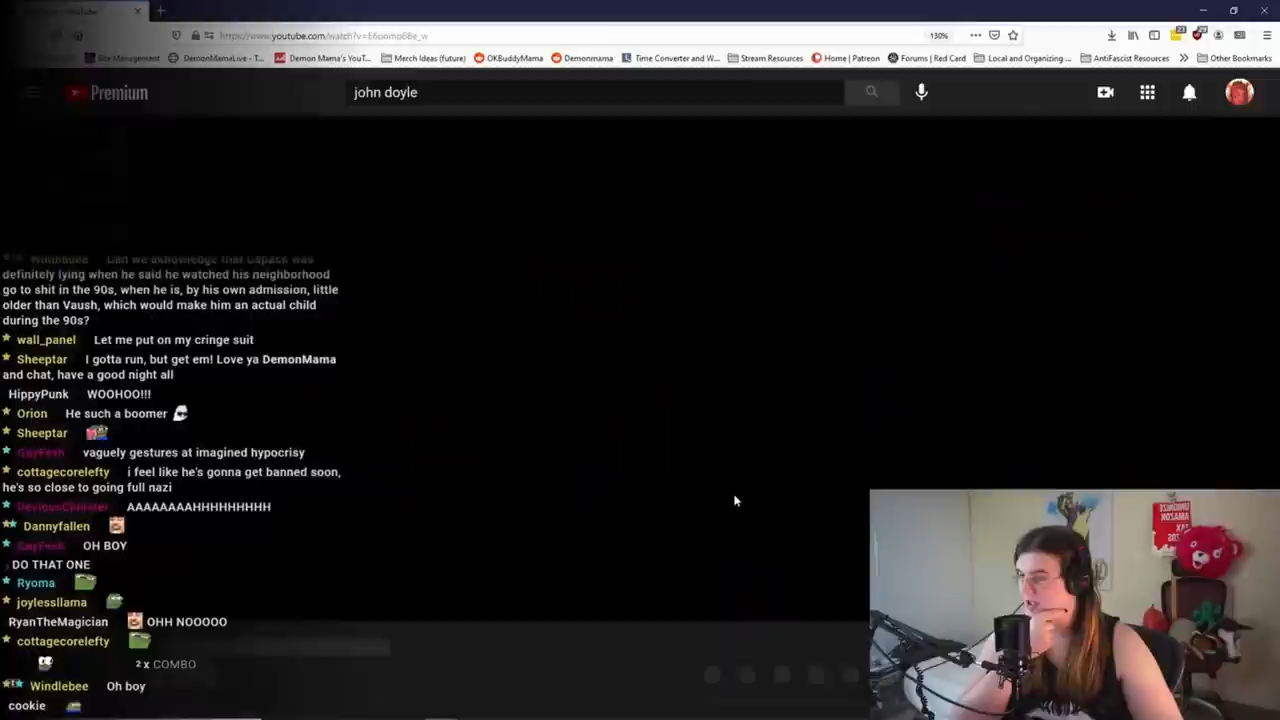 https://www.youtube.com/watch?v=E6pomp68e_w
130%
Site Management
DemonMamaLive - T...
Demon Mama's YouT...
Merch Ideas (future)
OKBuddyMama
Demonmama
Time Converter and W...
Stream Resources
Home | Patreon
Forums | Red Card
Local and Organizing ...
AntiFascist Resources
Other Bookmarks
Premium
john doyle
definitely lying when he said he watched his neighborhood
go to shit in the 90s, when he is, by his own admission, little
older than Vaush, which would make him an actual child
during the 90s?
wall_panel Let me put on my cringe suit
Sheeptar I gotta run, but get em! Love ya DemonMama
and chat, have a good night all
HippyPunk WOOHOO!!!
Orion He such a boomer
Sheeptar
vaguely gestures at imagined hypocrisy
cottagecorelefty i feel like he's gonna get banned soon,
he's so close to going full nazi
AAAAAAAAHHHHHHHHHH
Dannyfallen
OH BOY
DO THAT ONE
Ryoma
joylessllama
RyanTheMagician OHH NOOOOO
cottagecorelefty
2 x COMBO
Windlebee Oh boy
cookie